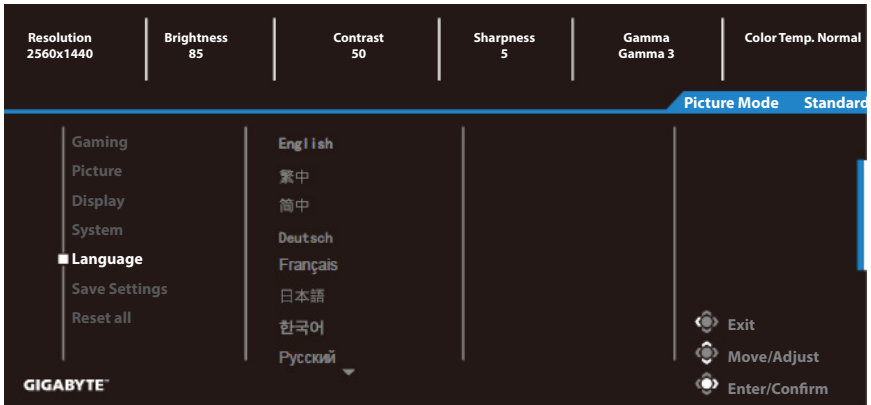 Resolution
2560x1440
Brightness
85
Contrast
50
Sharpness
5
Gamma
Gamma 3
Color Temp. Normal
Picture Mode Standard
Gaming
Picture
Display
System
Language
Save Settings
Reset all
English
繁中
简中
Deutsch
Français
日本語
한국어
Русский
Exit
Move/Adjust
Enter/Confirm
GIGABYTE™